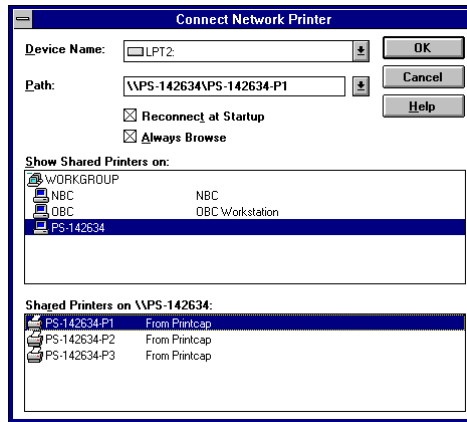 Connect Network Printer
Device Name: LPT2: OK
Path: \\PS-142634\PS-142634-P1 Cancel
Help
Reconnect at Startup
Always Browse
Show Shared Printers on:
WORKGROUP
NBC NBC
OBC OBC Workstation
PS-142634
Shared Printers on \\PS-142634:
PS-142634-P1 From Printcap
PS-142634-P2 From Printcap
PS-142634-P3 From Printcap